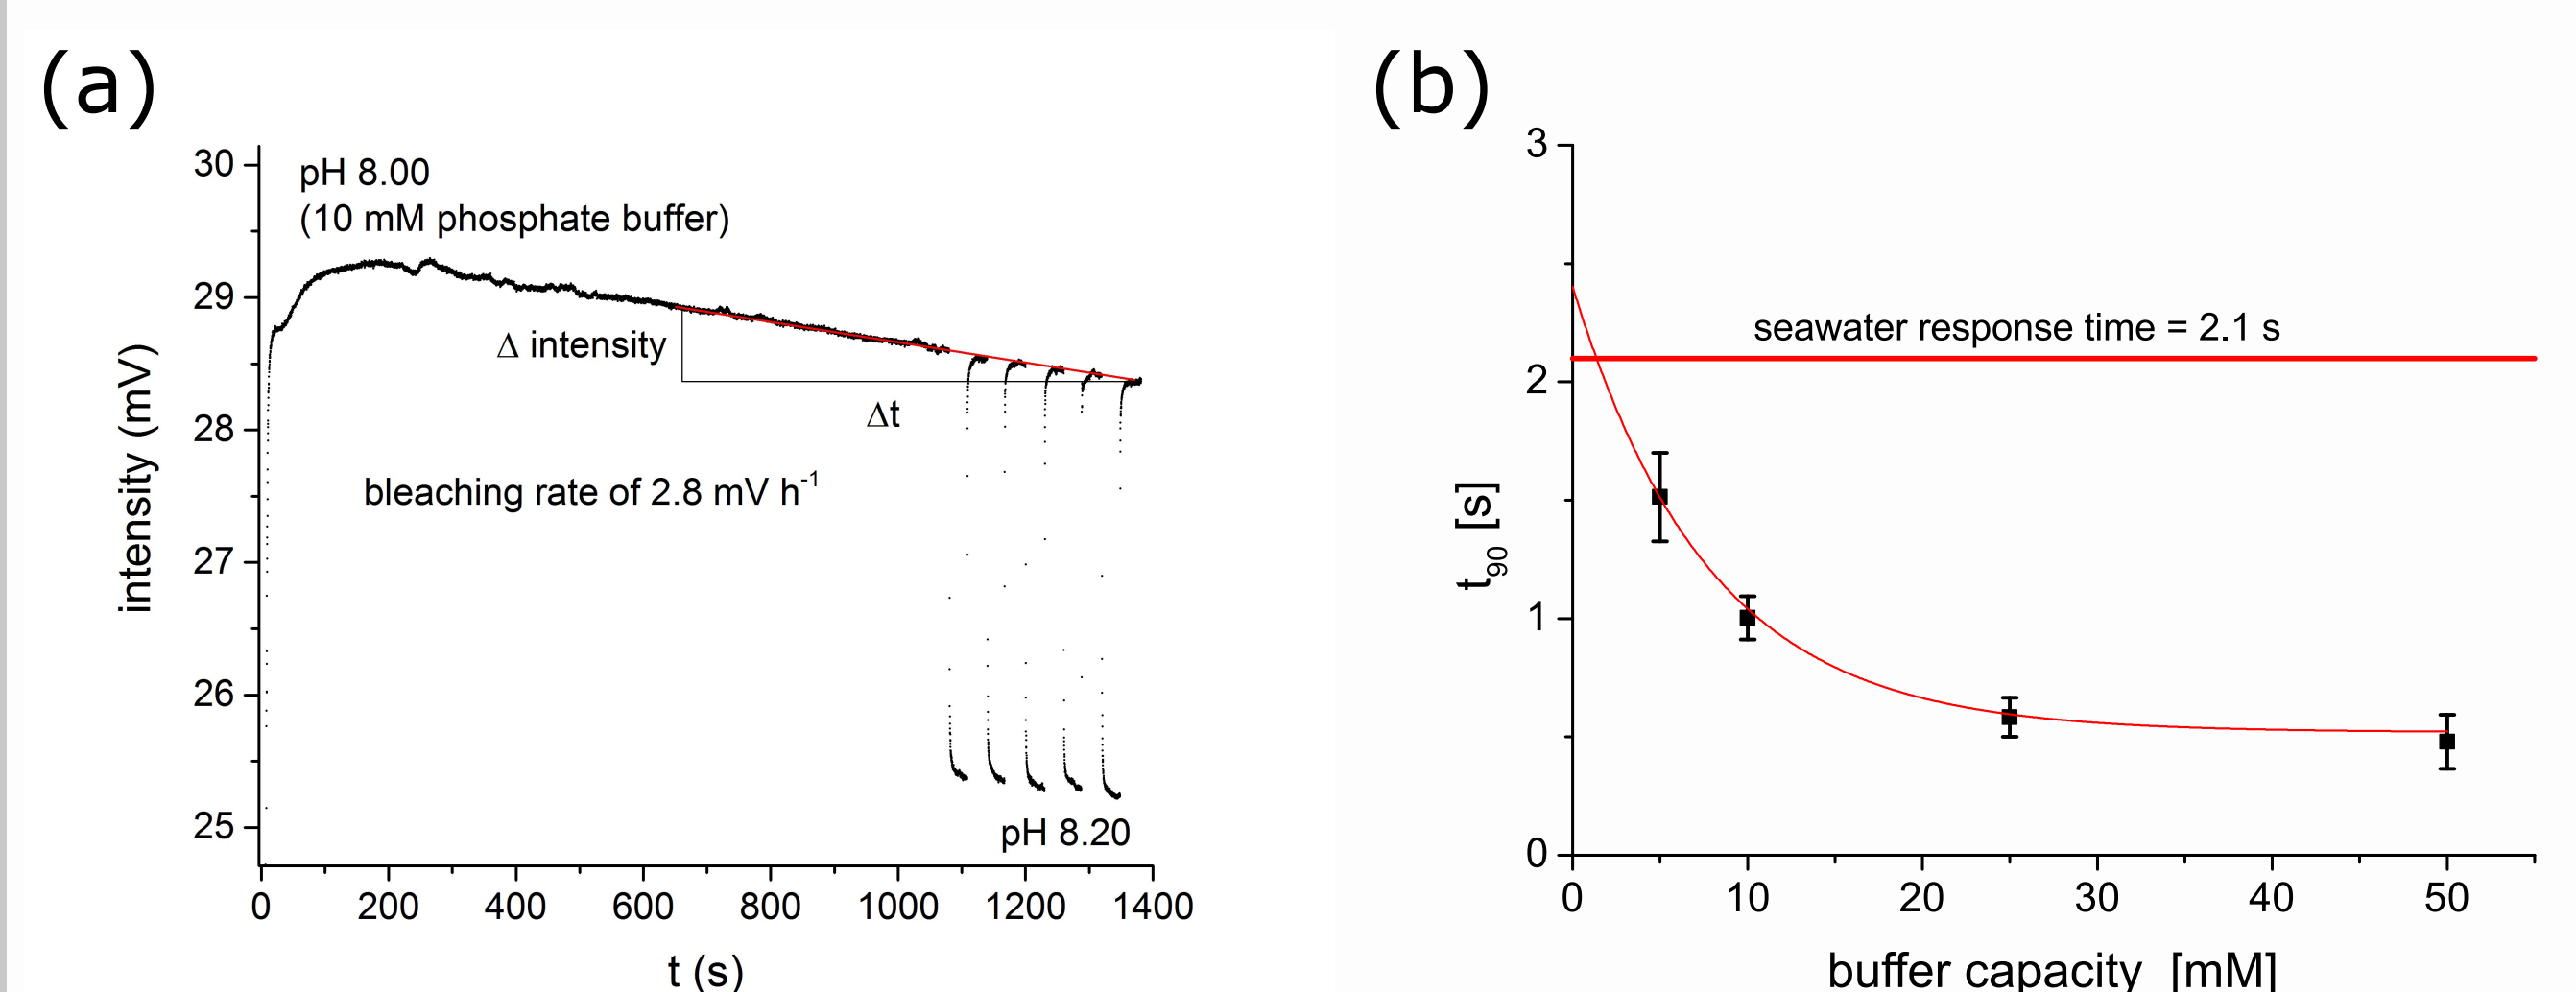 (a)
30
29
28
27
26
25
intensity (mV)
pH 8.00
(10 mM phosphate buffer)
Δ intensity
Δt
bleaching rate of 2.8 mV h⁻¹
pH 8.20
0 200 400 600 800 1000 1200 1400
t (s)
(b)
3
2
1
0
t₉₀ [s]
seawater response time = 2.1 s
0 10 20 30 40 50
buffer capacity [mM]